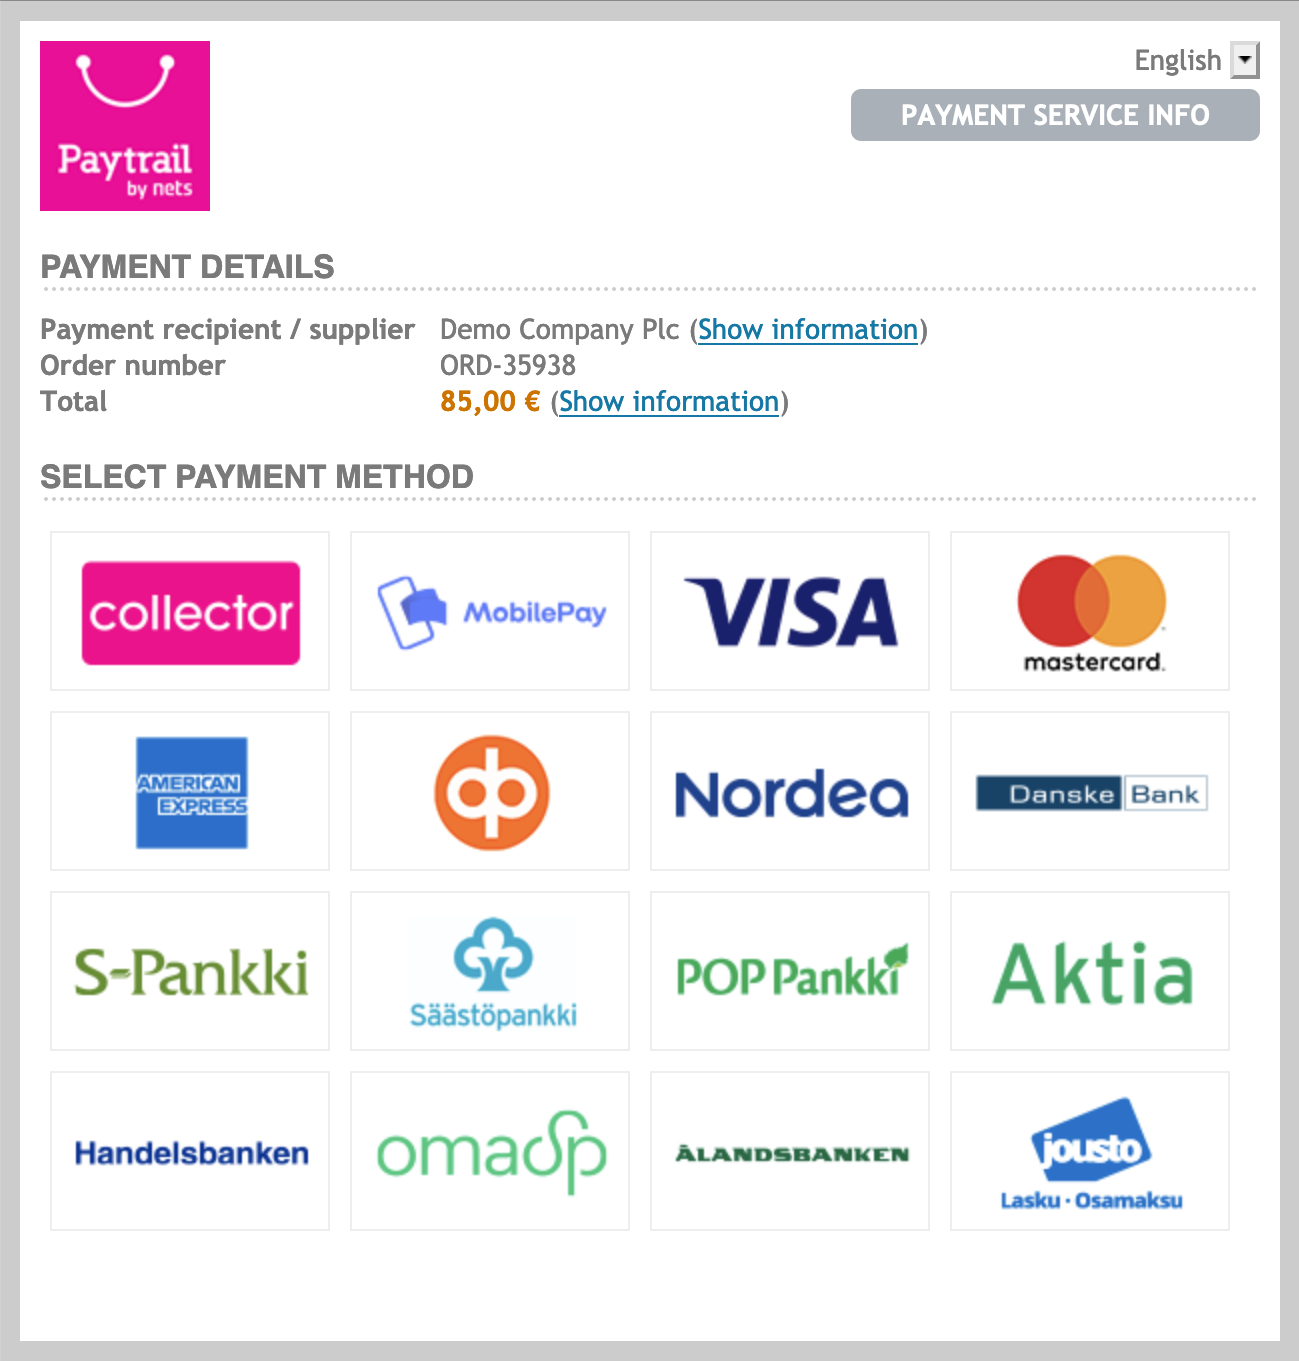 English
PAYMENT SERVICE INFO
Paytrail
by nets
PAYMENT DETAILS
Payment recipient / supplier Demo Company Plc (Show information)
Order number ORD-35938
Total 85,00 € (Show information)
SELECT PAYMENT METHOD
collector
MobilePay
VISA
mastercard.
AMERICAN
EXPRESS
op
Nordea
Danske Bank
S-Pankki
Säästöpankki
POP Pankki
Aktia
Handelsbanken
omasp
ÅLANDSBANKEN
jousto
Lasku · Osamaksu